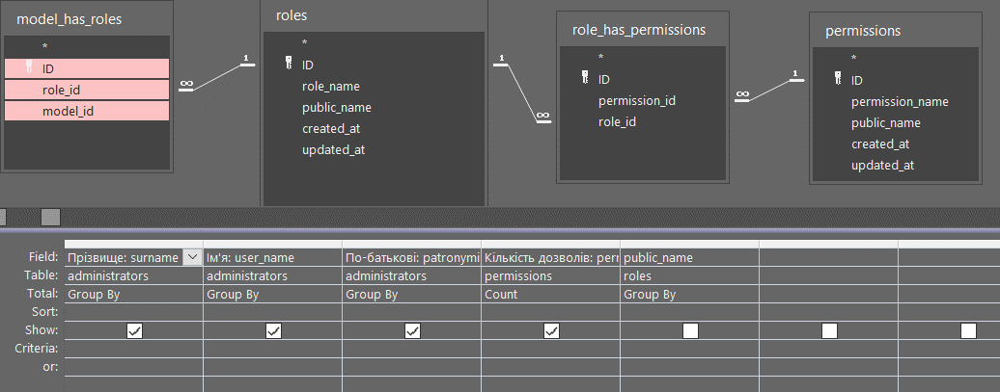 model_has_roles
*
ID
role_id
model_id
roles
*
ID
role_name
public_name
created_at
updated_at
role_has_permissions
*
ID
permission_id
role_id
permissions
*
ID
permission_name
public_name
created_at
updated_at
∞ 1
1 ∞
∞ 1
Field: Прізвище: surname Ім'я: user_name По-батькові: patronymi Кількість дозволів: peri public_name
Table: administrators administrators administrators permissions roles
Total: Group By Group By Group By Count Group By
Sort:
Show:
Criteria:
or: